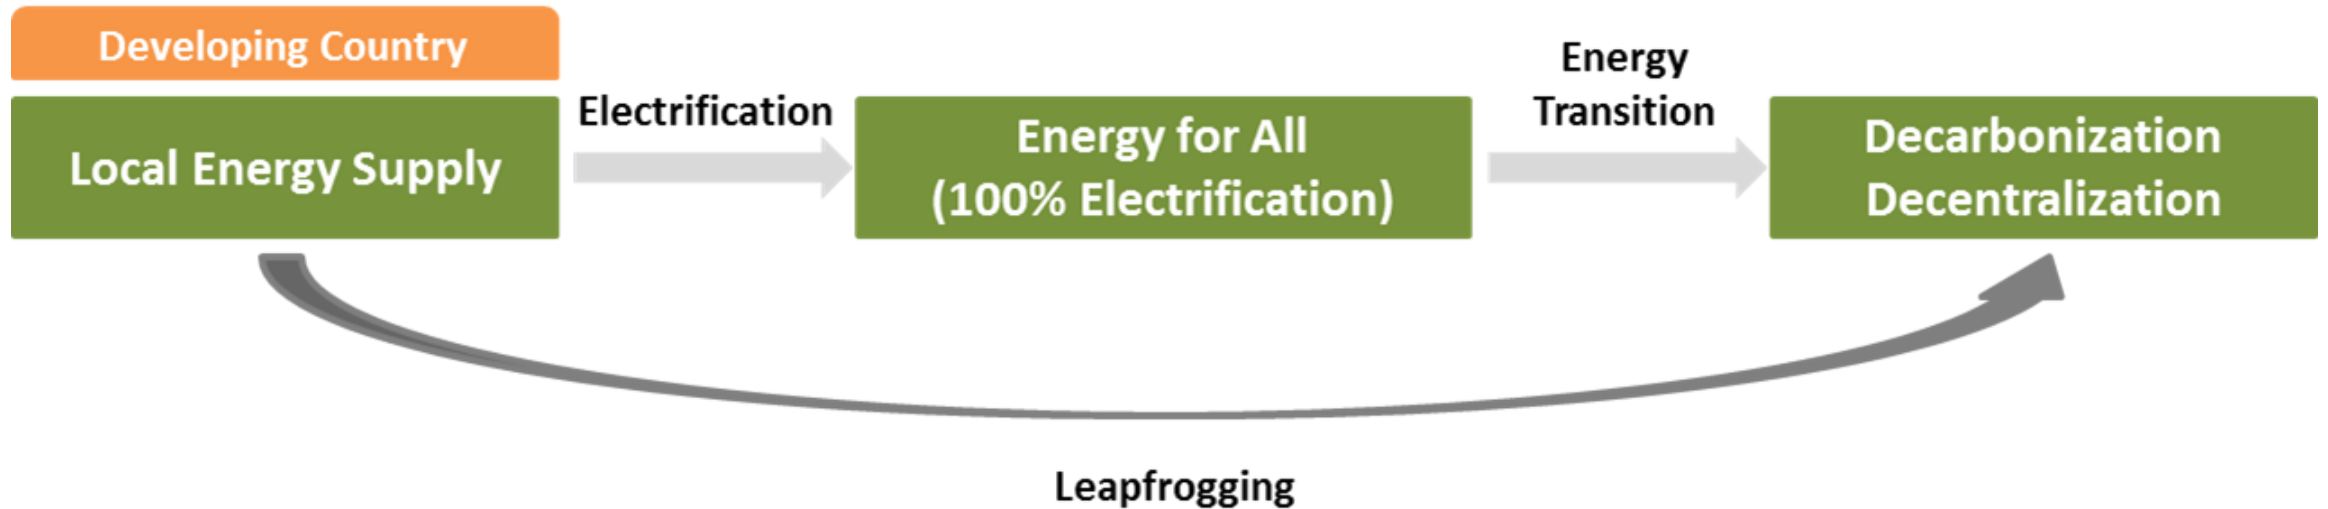 Developing Country
Local Energy Supply
Electrification
Energy for All
(100% Electrification)
Energy
Transition
Decarbonization
Decentralization
Leapfrogging